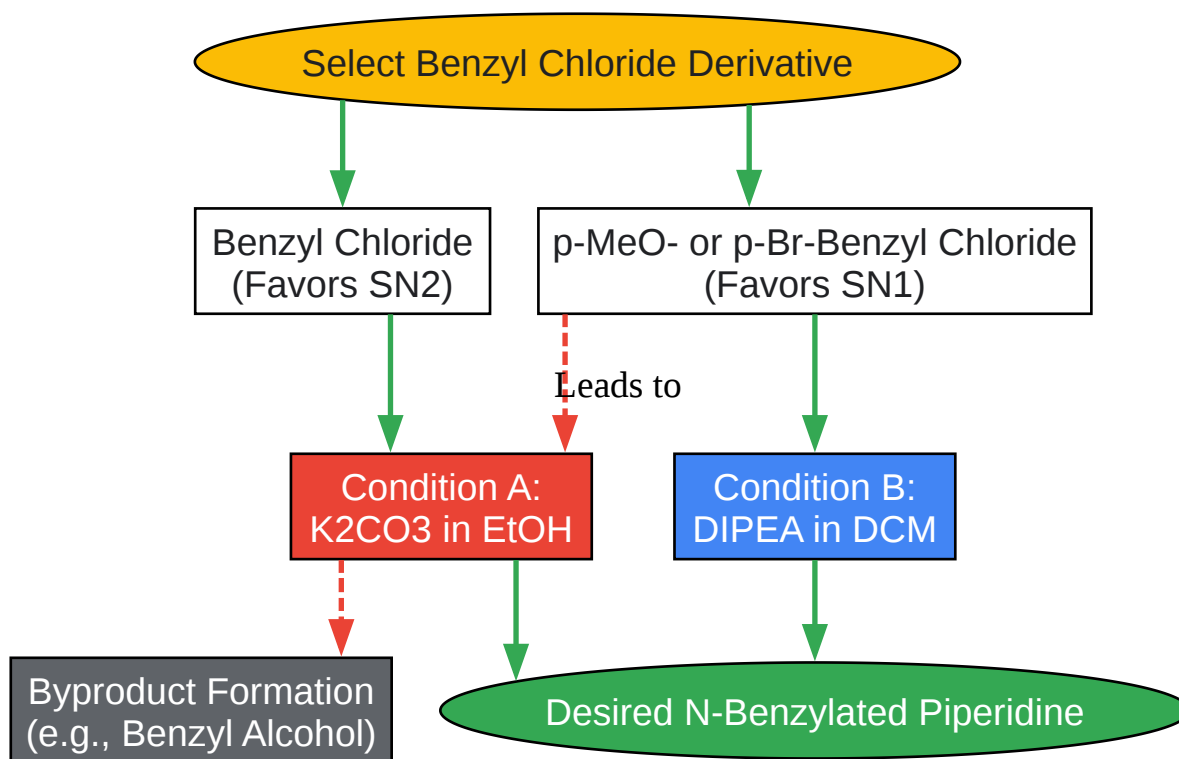 Select Benzyl Chloride Derivative
Benzyl Chloride
(Favors SN2)
p-MeO- or p-Br-Benzyl Chloride
(Favors SN1)
Leads to
Condition A:
K2CO3 in EtOH
Condition B:
DIPEA in DCM
Byproduct Formation
(e.g., Benzyl Alcohol)
Desired N-Benzylated Piperidine